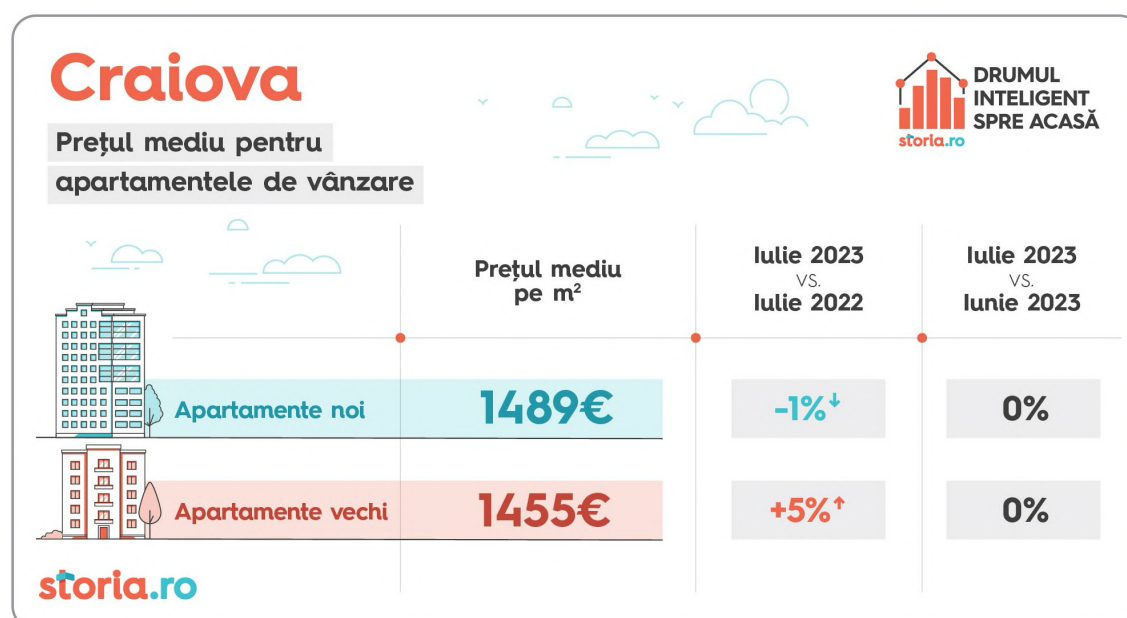 Craiova
Prețul mediu pentru
apartamentele de vânzare
DRUMUL
INTELIGENT
SPRE ACASĂ
storia.ro
Prețul mediu
pe m²
Iulie 2023
VS.
Iulie 2022
Iulie 2023
VS.
Iunie 2023
Apartamente noi 1489€ -1%↓ 0%
Apartamente vechi 1455€ +5%↑ 0%
storia.ro